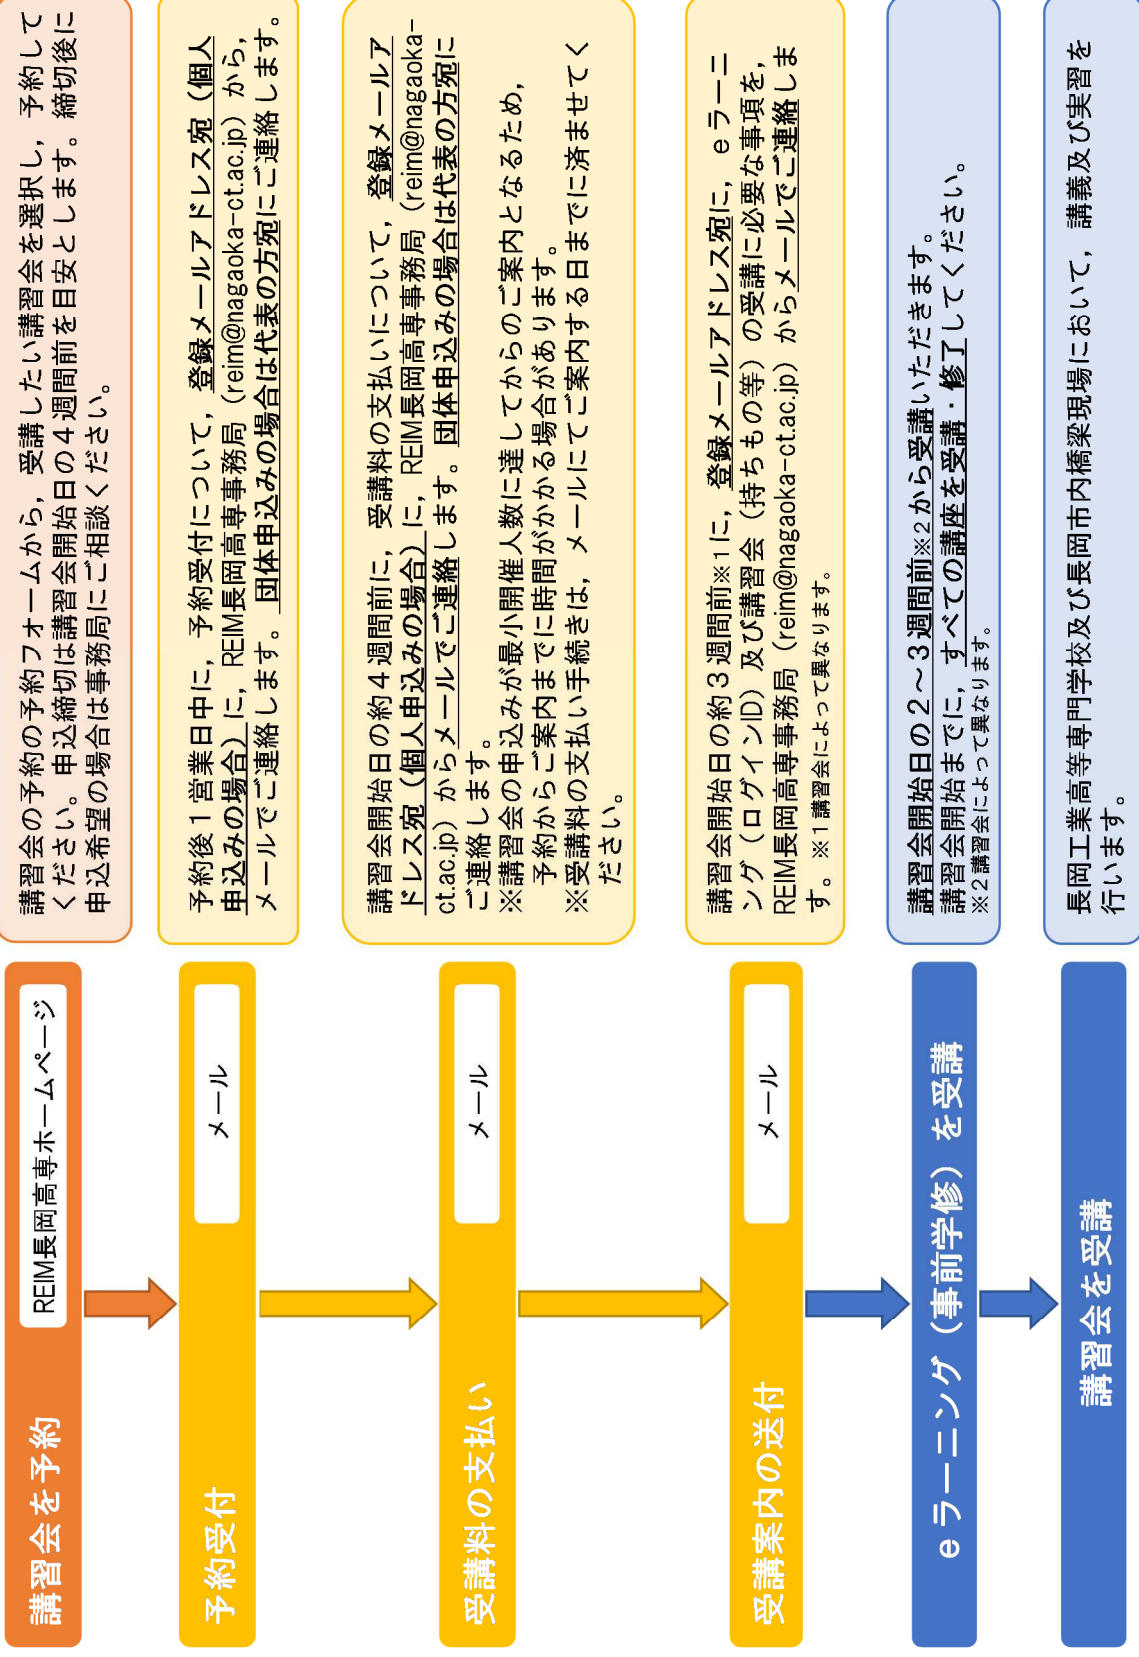 講習会を予約
REIM長岡高専ホームページ
講習会の予約の予約フォームから，受講したい講習会を選択し，予約して
ください。申込締切は講習会開始日の４週間前を目安とします。締切後に
申込希望の場合は事務局にご相談ください。
予約受付
メール
予約後１営業日中に，予約受付について，登録メールアドレス宛（個人
申込みの場合）に，REIM長岡高専事務局（reim@nagaoka-ct.ac.jp）から，
メールでご連絡します。団体申込みの場合は代表の方宛にご連絡します。
受講料の支払い
メール
講習会開始日の約４週間前に，受講料の支払いについて，登録メールア
ドレス宛（個人申込みの場合）に，REIM長岡高専事務局（reim@nagaoka-
ct.ac.jp）からメールでご連絡します。団体申込みの場合は代表の方宛に
ご連絡します。
※講習会の申込みが最小開催人数に達してからのご案内となるため，
予約からご案内までに時間がかかる場合があります。
※受講料の支払い手続きは，メールにてご案内する日までに済ませてく
ださい。
受講案内の送付
メール
講習会開始日の約３週間前※1に，登録メールアドレス宛に，ｅラーニ
ング（ログインID）及び講習会（持ちもの等）の受講に必要な事項を，
REIM長岡高専事務局（reim@nagaoka-ct.ac.jp）からメールでご連絡しま
す。※1講習会によって異なります。
ｅラーニング（事前学修）を受講
講習会開始日の２～３週間前※2から受講いただきます。
講習会開始までに，すべての講座を受講・修了してください。
※2講習会によって異なります。
講習会を受講
長岡工業高等専門学校及び長岡市内橋梁現場において，講義及び実習を
行います。